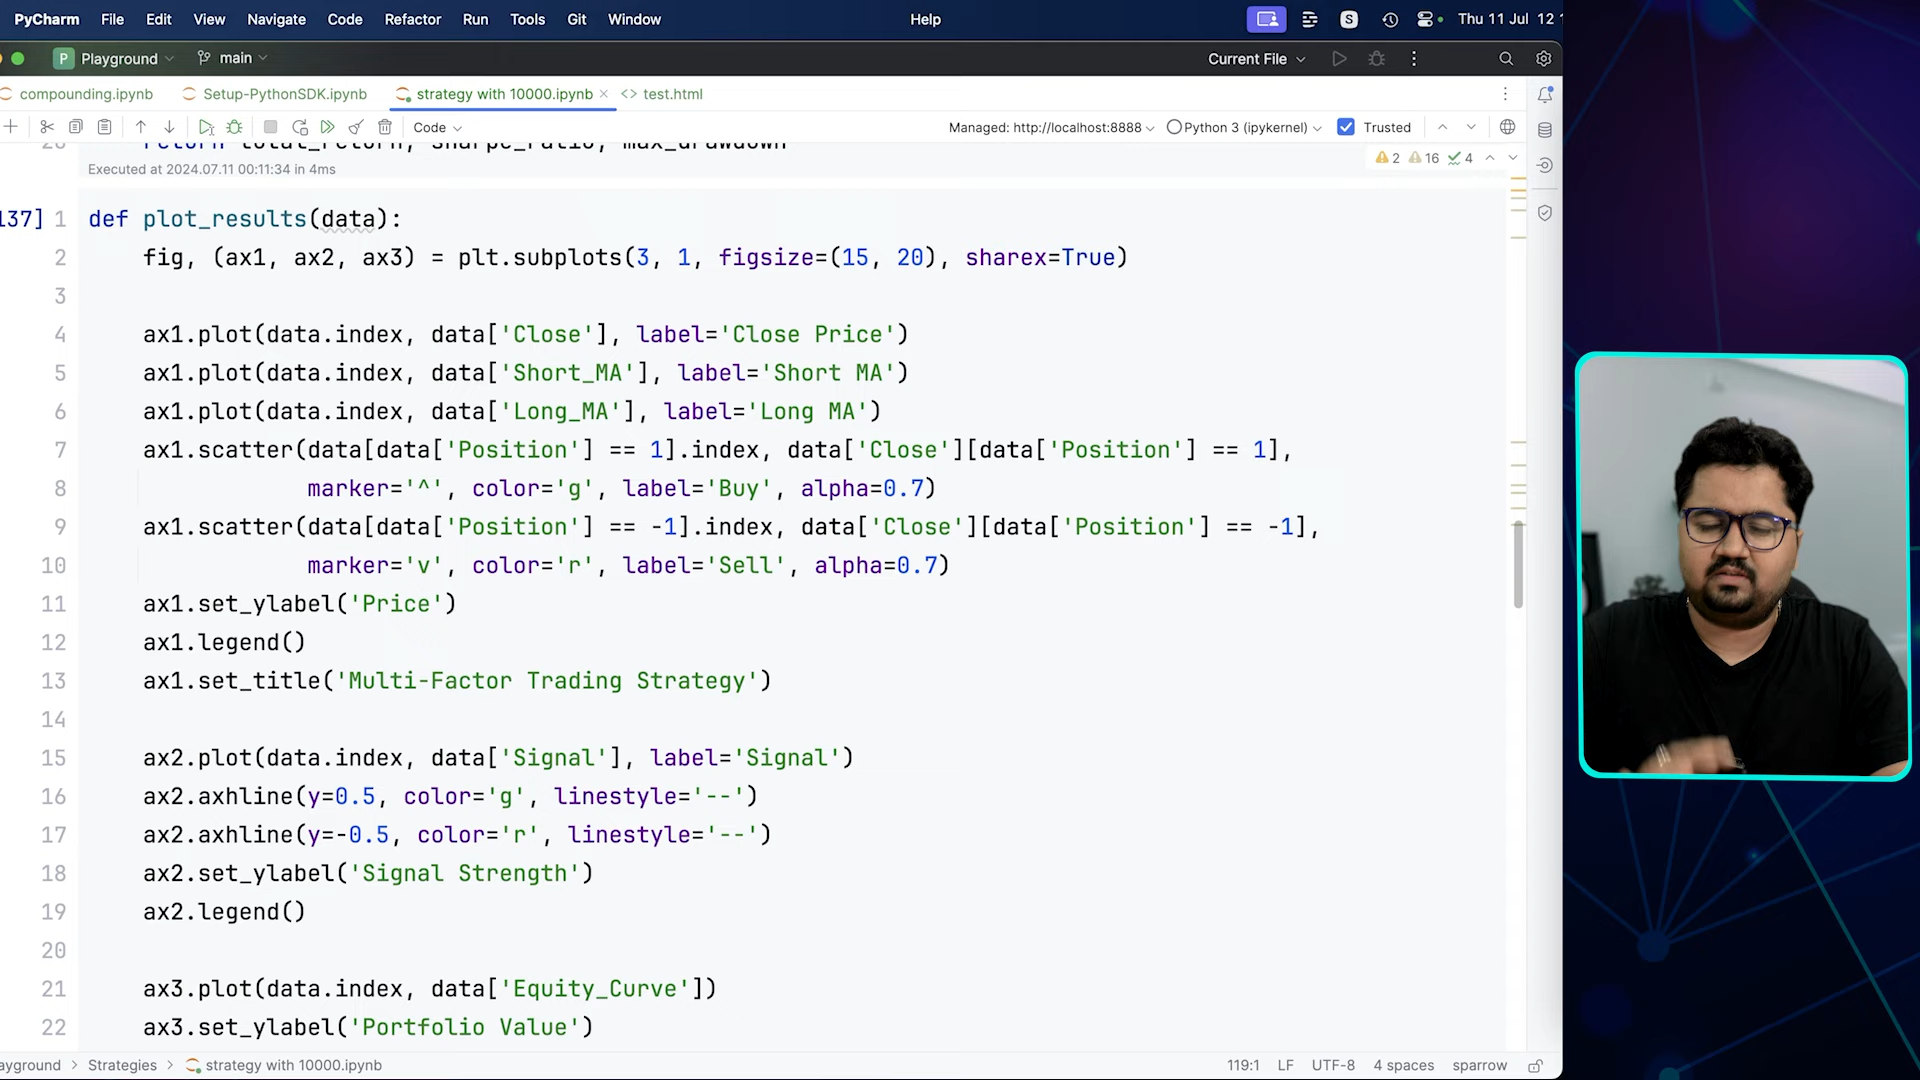 PyCharm File Edit View Navigate Code Refactor Run Tools Git Window Help S Thu 11 Jul 12
P Playground main Current File
compounding.ipynb Setup-PythonSDK.ipynb strategy with 10000.ipynb <> test.html
Code Managed: http://localhost:8888 Python 3 (ipykernel) Trusted
return total_return, sharpe_ratio, max_drawdown
2 16 4
Executed at 2024.07.11 00:11:34 in 4ms
137] 1 def plot_results(data):
2 fig, (ax1, ax2, ax3) = plt.subplots(3, 1, figsize=(15, 20), sharex=True)
3
4 ax1.plot(data.index, data['Close'], label='Close Price')
5 ax1.plot(data.index, data['Short_MA'], label='Short MA')
6 ax1.plot(data.index, data['Long_MA'], label='Long MA')
7 ax1.scatter(data[data['Position'] == 1].index, data['Close'][data['Position'] == 1],
8 marker='^', color='g', label='Buy', alpha=0.7)
9 ax1.scatter(data[data['Position'] == -1].index, data['Close'][data['Position'] == -1],
10 marker='v', color='r', label='Sell', alpha=0.7)
11 ax1.set_ylabel('Price')
12 ax1.legend()
13 ax1.set_title('Multi-Factor Trading Strategy')
14
15 ax2.plot(data.index, data['Signal'], label='Signal')
16 ax2.axhline(y=0.5, color='g', linestyle='--')
17 ax2.axhline(y=-0.5, color='r', linestyle='--')
18 ax2.set_ylabel('Signal Strength')
19 ax2.legend()
20
21 ax3.plot(data.index, data['Equity_Curve'])
22 ax3.set_ylabel('Portfolio Value')
ayground > Strategies > strategy with 10000.ipynb 119:1 LF UTF-8 4 spaces sparrow